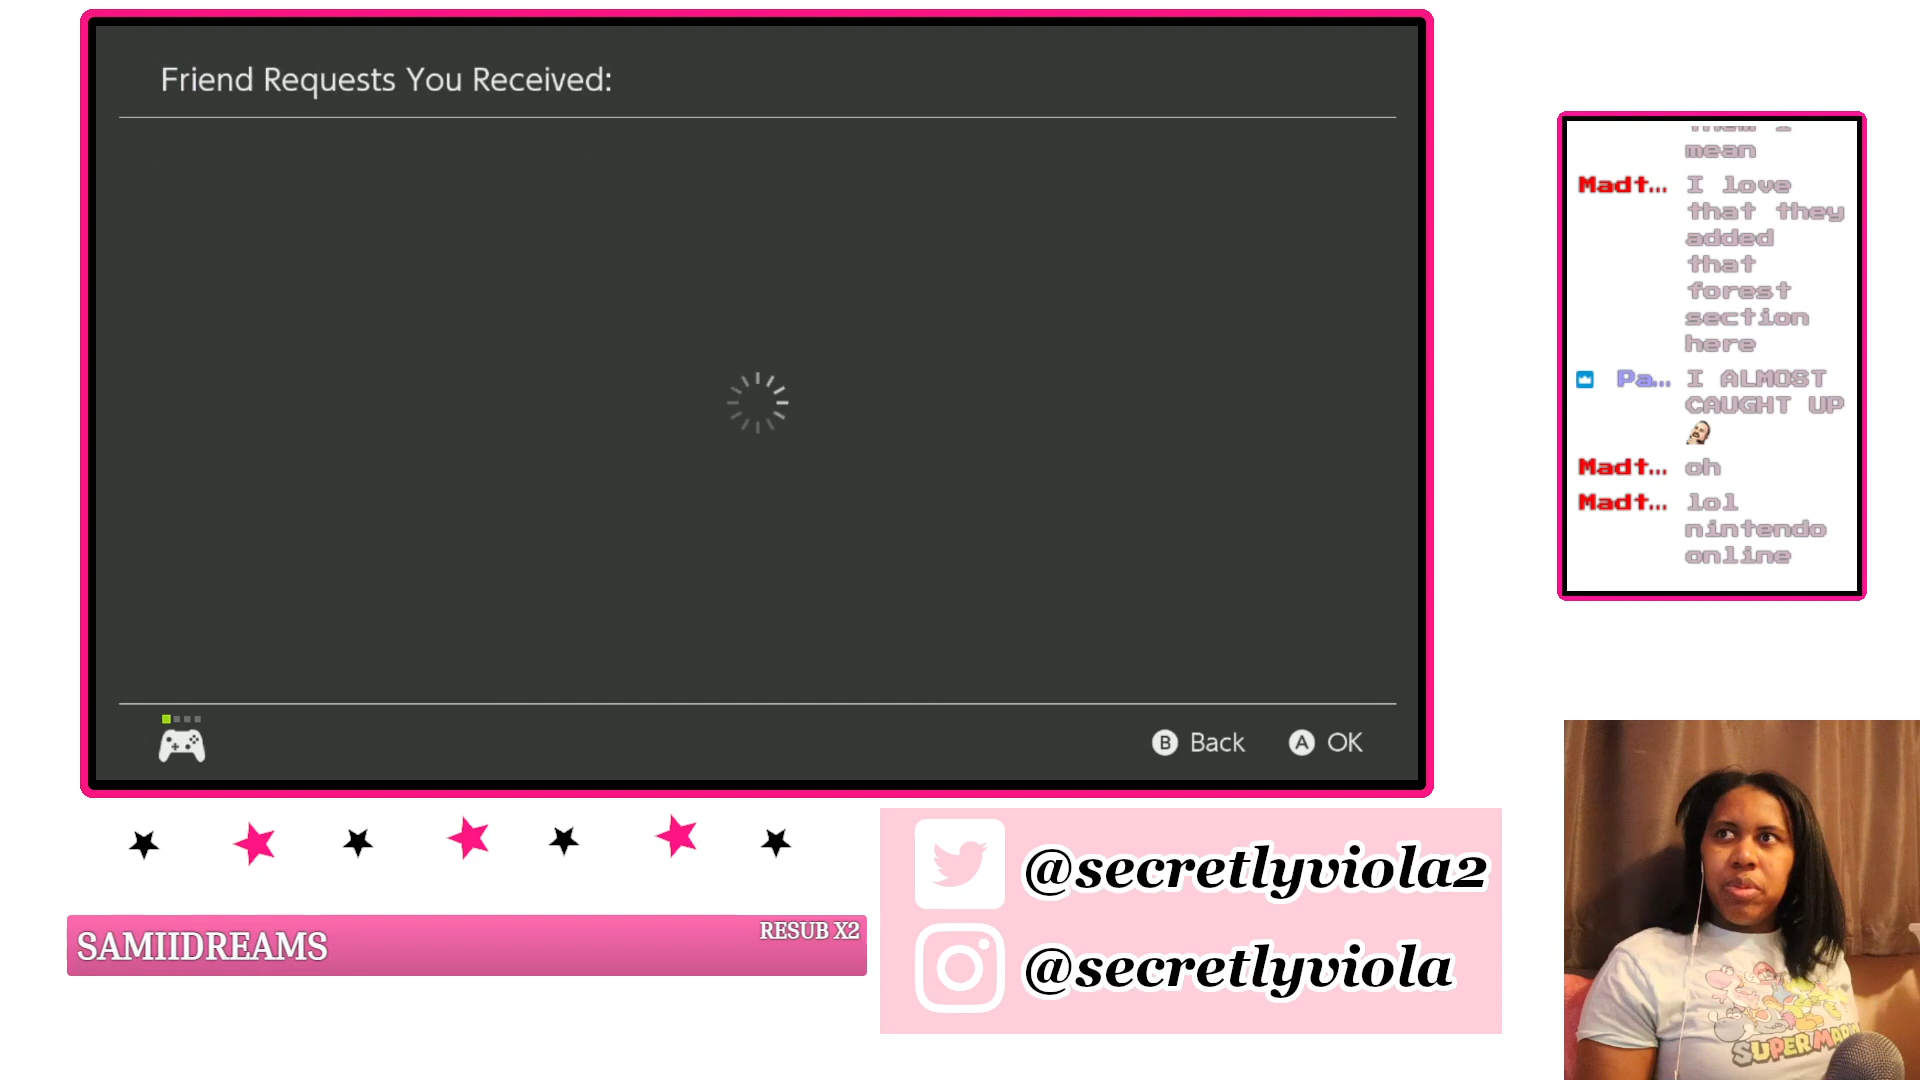 Friend Requests You Received:
B Back A OK
mean
Madt... I love
that they
added
that
forest
section
here
Pa... I ALMOST
CAUGHT UP
Madt... oh
Madt... lol
nintendo
online
SAMIIDREAMS
RESUB X2
@secretlyviola2
@secretlyviola
SUPER MARIO